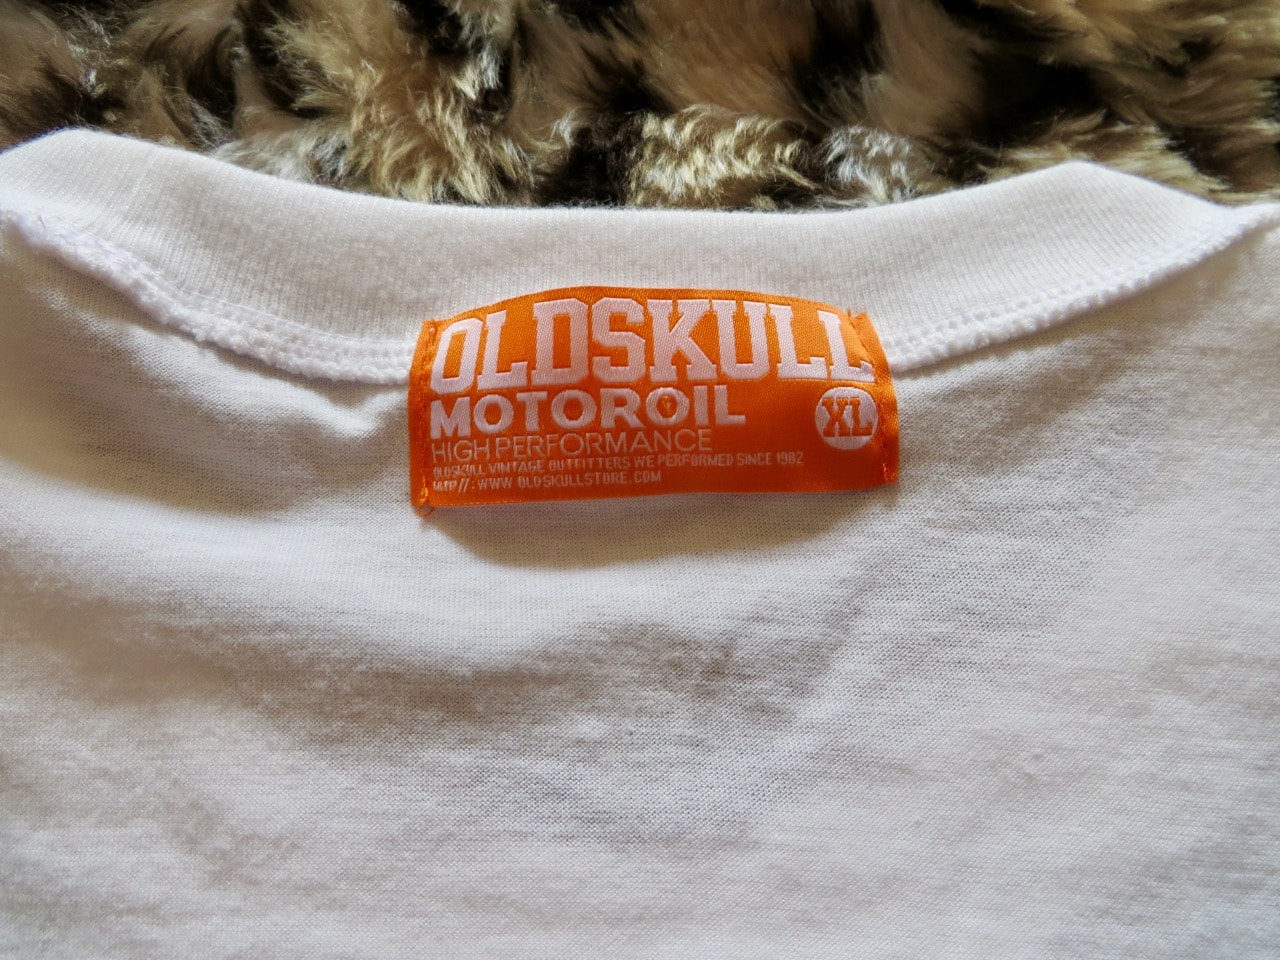 OLDSKULL
MOTOROIL
XL
HIGH PERFORMANCE
OLDSKULL VINTAGE OUTFITTERS WE PERFORMED SINCE 1982
HTTP//:WWW OLDSKULLSTORE.COM